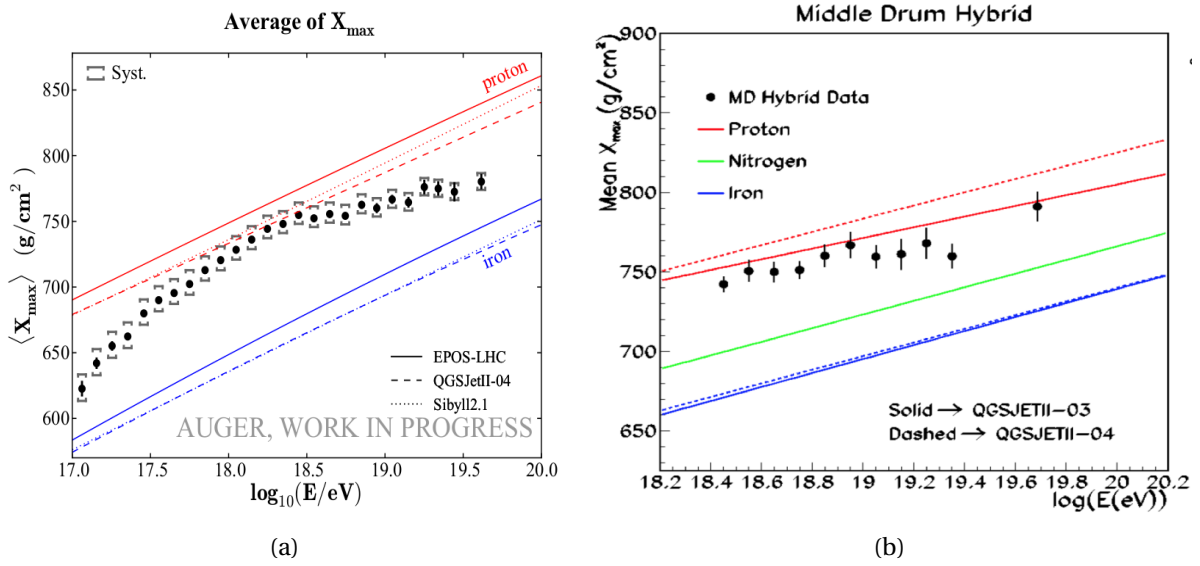 Average of X_max
Syst.
proton
iron
⟨X_max⟩ (g/cm²)
850
800
750
700
650
600
EPOS-LHC
QGSJetII-04
Sibyll2.1
AUGER, WORK IN PROGRESS
17.0 17.5 18.0 18.5 19.0 19.5 20.0
log₁₀(E/eV)
(a)
Middle Drum Hybrid
Mean X_max (g/cm²)
900
850
800
750
700
650
MD Hybrid Data
Proton
Nitrogen
Iron
Solid → QGSJETII-03
Dashed → QGSJETII-04
18.2 18.4 18.6 18.8 19 19.2 19.4 19.6 19.8 20 20.2
log(E(eV))
(b)